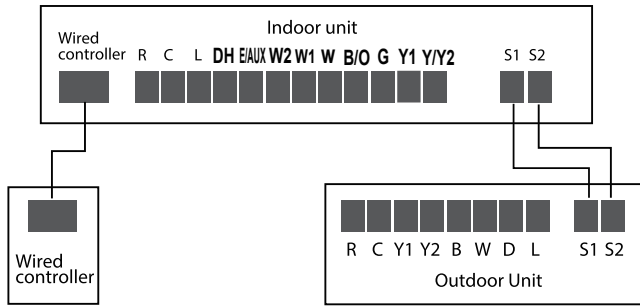 Indoor unit
Wired
controller
R C L DH E/AUX W2 W1 W B/O G Y1 Y/Y2 S1 S2
R C Y1 Y2 B W D L S1 S2
Outdoor Unit
Wired
controller